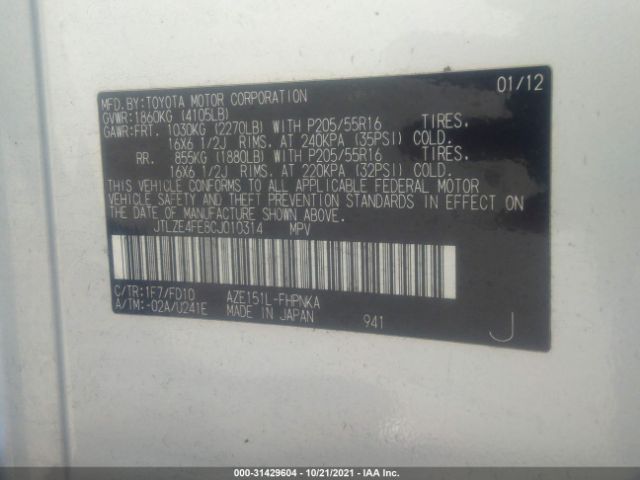 01/12
MFD.BY:TOYOTA MOTOR CORPORATION
GVWR:1860KG (4105LB)
GAWR:FRT. 1030KG (2270LB) WITH P205/55R16 TIRES.
16X6 1/2J RIMS. AT 240KPA (35PSI) COLD.
RR. 855KG (1880LB) WITH P205/55R16 TIRES.
16X6 1/2J RIMS. AT 220KPA (32PSI) COLD.
THIS VEHICLE CONFORMS TO ALL APPLICABLE FEDERAL MOTOR
VEHICLE SAFETY AND THEFT PREVENTION STANDARDS IN EFFECT ON
THE DATE OF MANUFACTURE SHOWN ABOVE.
JTLZE4FE8CJ010314 MPV
C/TR:1F7/FD10 AZE151L-FHPNKA
A/TM:-02A/U241E MADE IN JAPAN 941 J
000-31429604 - 10/21/2021 - IAA Inc.